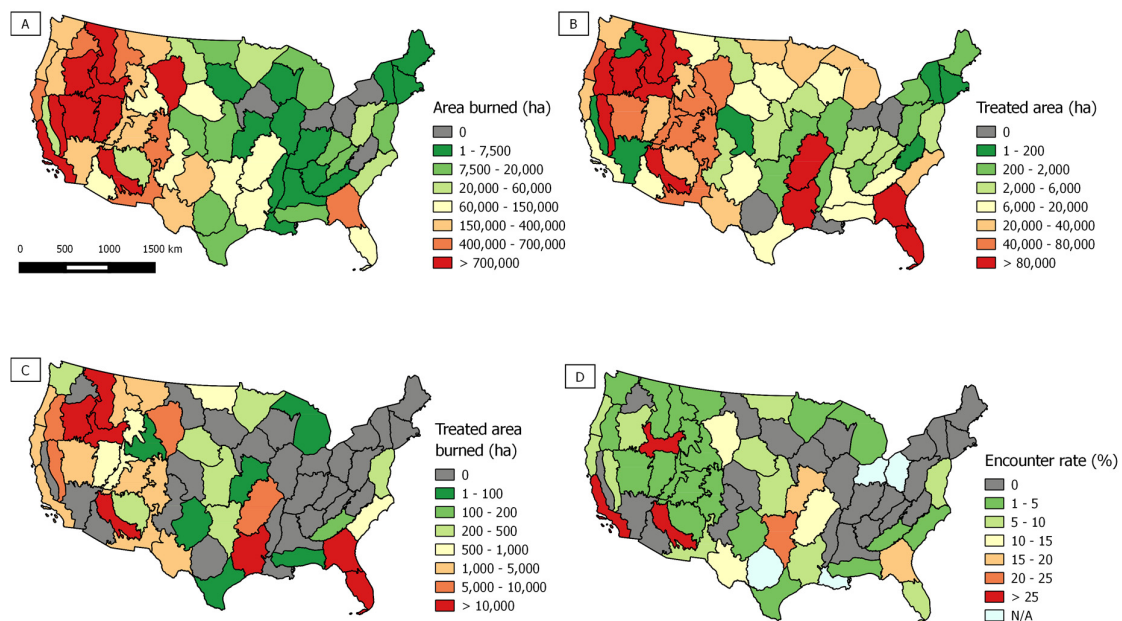 A
Area burned (ha)
0
1 - 7,500
7,500 - 20,000
20,000 - 60,000
60,000 - 150,000
150,000 - 400,000
400,000 - 700,000
> 700,000
0 500 1000 1500 km
B
Treated area (ha)
0
1 - 200
200 - 2,000
2,000 - 6,000
6,000 - 20,000
20,000 - 40,000
40,000 - 80,000
> 80,000
C
Treated area
burned (ha)
0
1 - 100
100 - 200
200 - 500
500 - 1,000
1,000 - 5,000
5,000 - 10,000
> 10,000
D
Encounter rate (%)
0
1 - 5
5 - 10
10 - 15
15 - 20
20 - 25
> 25
N/A